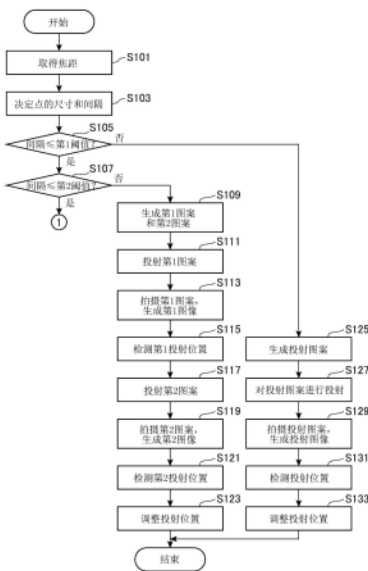 开始
取得焦距
S101
决定点的尺寸和间隔
S103
间隔≤第1阈值?
S105
否
是
间隔≤第2阈值?
S107
否
是
1
生成第1图案
和第2图案
S109
投射第1图案
S111
拍摄第1图案,
生成第1图像
S113
检测第1投射位置
S115
投射第2图案
S117
拍摄第2图案,
生成第2图像
S119
检测第2投射位置
S121
调整投射位置
S123
生成投射图案
S125
对投射图案进行投射
S127
拍摄投射图案,
生成投射图像
S129
检测投射位置
S131
调整投射位置
S133
结束